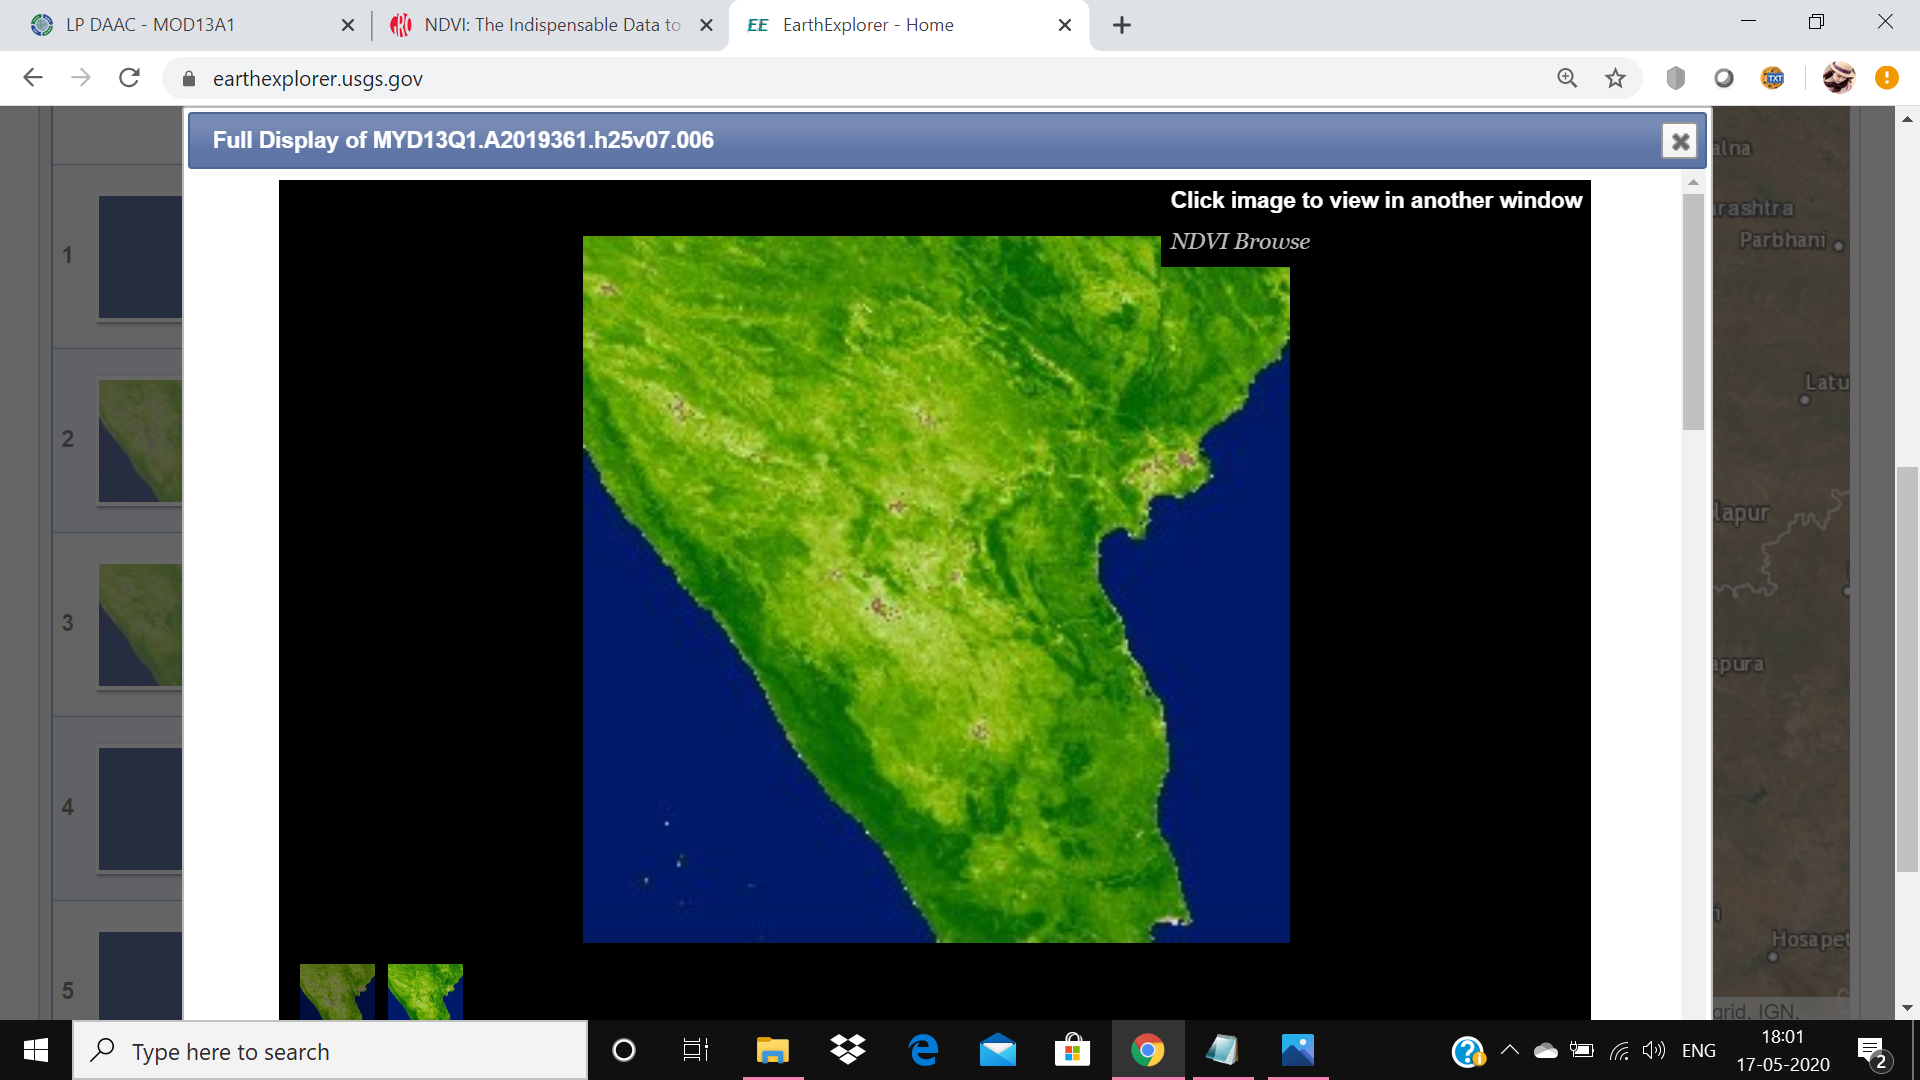 LP DAAC - MOD13A1
NDVI: The Indispensable Data to
EE EarthExplorer - Home
earthexplorer.usgs.gov
TXT
Full Display of MYD13Q1.A2019361.h25v07.006
Click image to view in another window
NDVI Browse
1
2
3
4
5
alna
rashtra
Parbhani
Latu
lapur
apura
Hosapet
grid, IGN,
Type here to search
ENG
18:01
17-05-2020
2